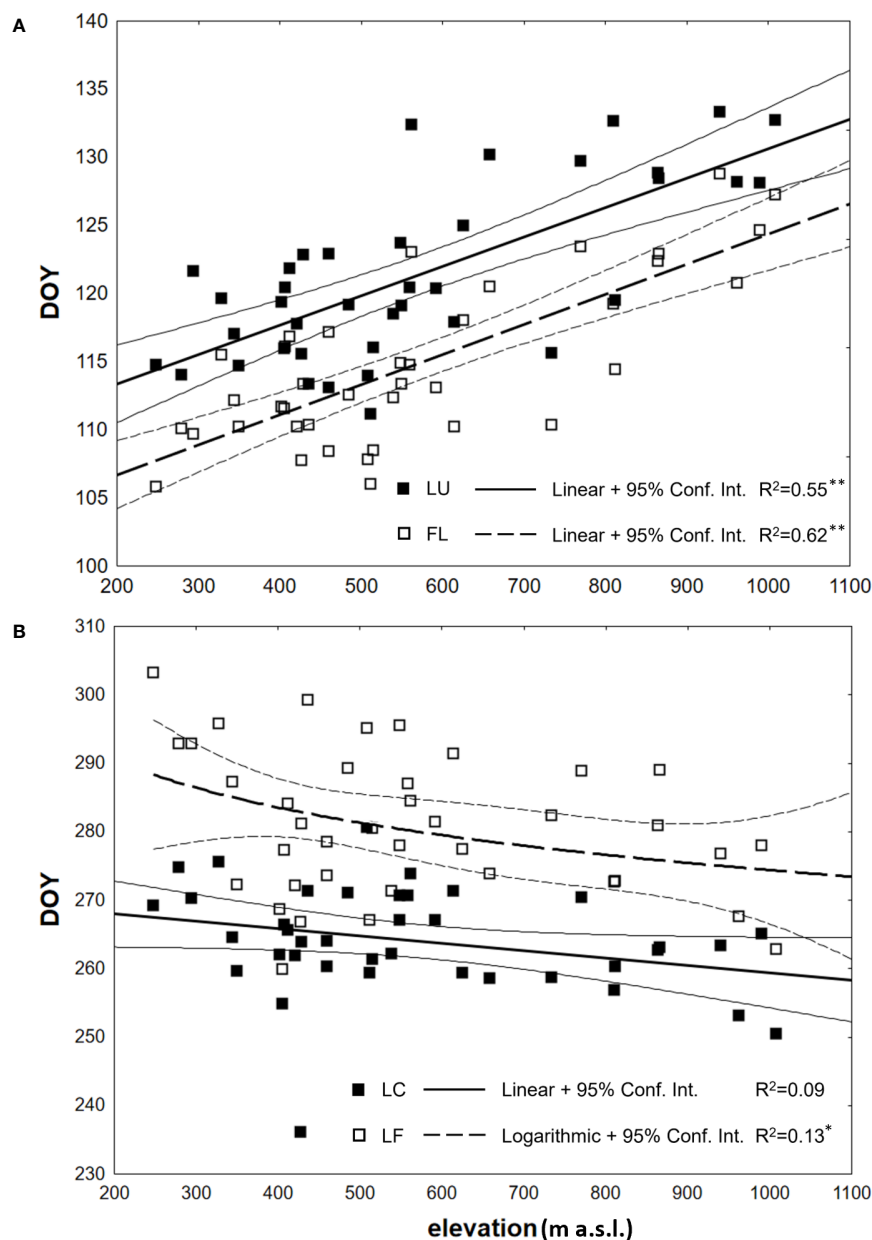 A
DOY
140
135
130
125
120
115
110
105
100
LU Linear + 95% Conf. Int. R²=0.55**
FL Linear + 95% Conf. Int. R²=0.62**
200 300 400 500 600 700 800 900 1000 1100
B
DOY
310
300
290
280
270
260
250
240
230
LC Linear + 95% Conf. Int. R²=0.09
LF Logarithmic + 95% Conf. Int. R²=0.13*
200 300 400 500 600 700 800 900 1000 1100
elevation (m a.s.l.)